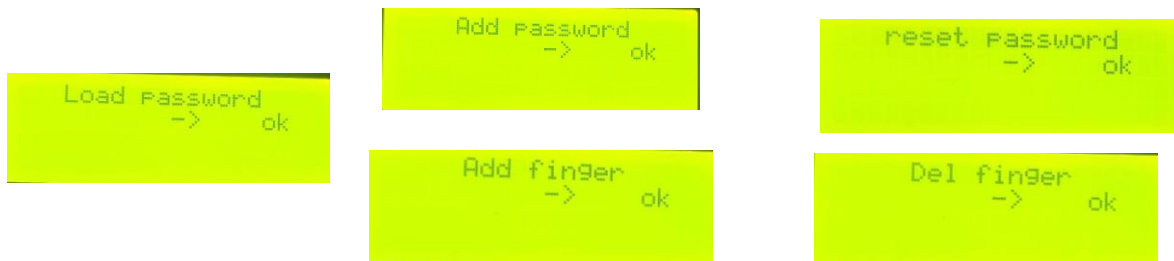 Load password
-> ok
Add password
-> ok
reset password
-> ok
Add finger
-> ok
Del finger
-> ok